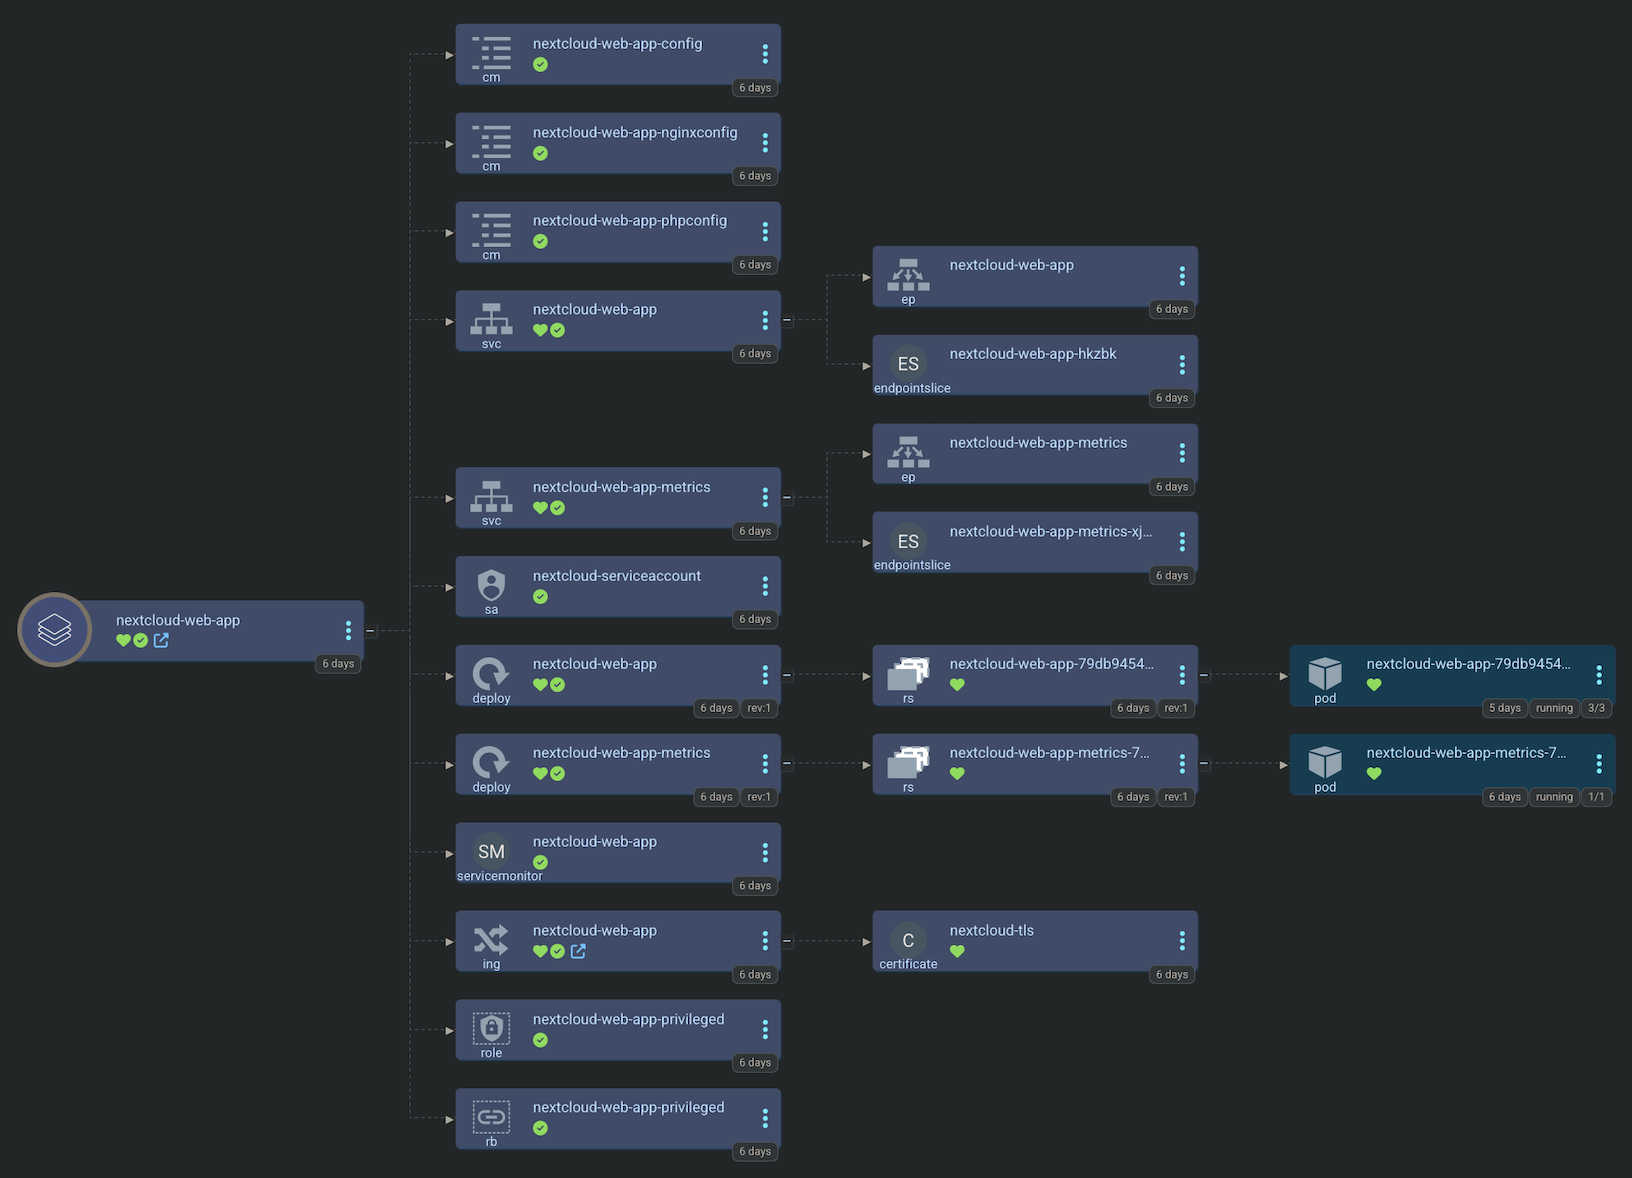 nextcloud-web-app
6 days
nextcloud-web-app-config
cm
6 days
nextcloud-web-app-nginxconfig
cm
6 days
nextcloud-web-app-phpconfig
cm
6 days
nextcloud-web-app
svc
6 days
nextcloud-web-app
ep
6 days
ES
nextcloud-web-app-hkzbk
endpointslice
6 days
nextcloud-web-app-metrics
svc
6 days
nextcloud-web-app-metrics
ep
6 days
ES
nextcloud-web-app-metrics-xj...
endpointslice
6 days
nextcloud-serviceaccount
sa
6 days
nextcloud-web-app
deploy
6 days rev:1
nextcloud-web-app-79db9454...
rs
6 days rev:1
nextcloud-web-app-79db9454...
pod
5 days running 3/3
nextcloud-web-app-metrics
deploy
6 days rev:1
nextcloud-web-app-metrics-7...
rs
6 days rev:1
nextcloud-web-app-metrics-7...
pod
6 days running 1/1
SM
nextcloud-web-app
servicemonitor
6 days
nextcloud-web-app
ing
6 days
C
nextcloud-tls
certificate
6 days
nextcloud-web-app-privileged
role
6 days
nextcloud-web-app-privileged
rb
6 days